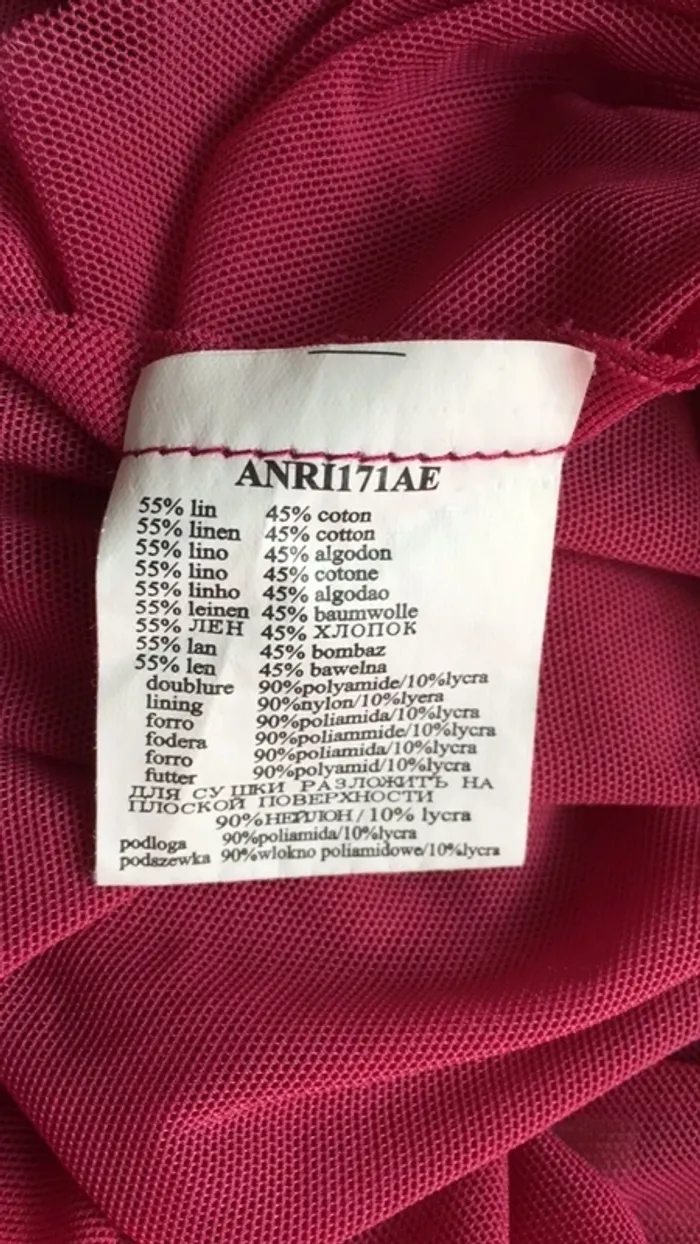 ANRI171AE
55% lin 45% coton
55% linen 45% cotton
55% lino 45% algodon
55% lino 45% cotone
55% linho 45% algodao
55% leinen 45% baumwolle
55% ЛЕН 45% ХЛОПОК
55% lan 45% bombaz
55% len 45% bawelna
doublure 90%polyamide/10%lycra
lining 90%nylon/10%lyera
forro 90%poliamida/10%lycra
fodera 90%poliammide/10%lycra
forro 90%poliamida/10%lycra
futter 90%polyamid/10%lycra
ДЛЯ СУШКИ РАЗЛОЖИТЪ НА
ПЛОСКОЙ ПОВЕРХНОСТИ
90%НЕЙЛОН/10% lycra
podloga 90%poliamida/10%lycra
podszewka 90%wlokno poliamidowe/10%lycra